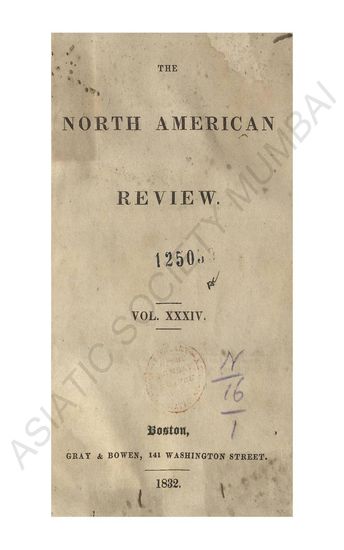 THE
NORTH AMERICAN
REVIEW.
1250
VOL. XXXIV.
N
16
1
Boston,
GRAY & BOWEN, 141 WASHINGTON STREET.
1832.
ASIATIC SOCIETY MUMBAI